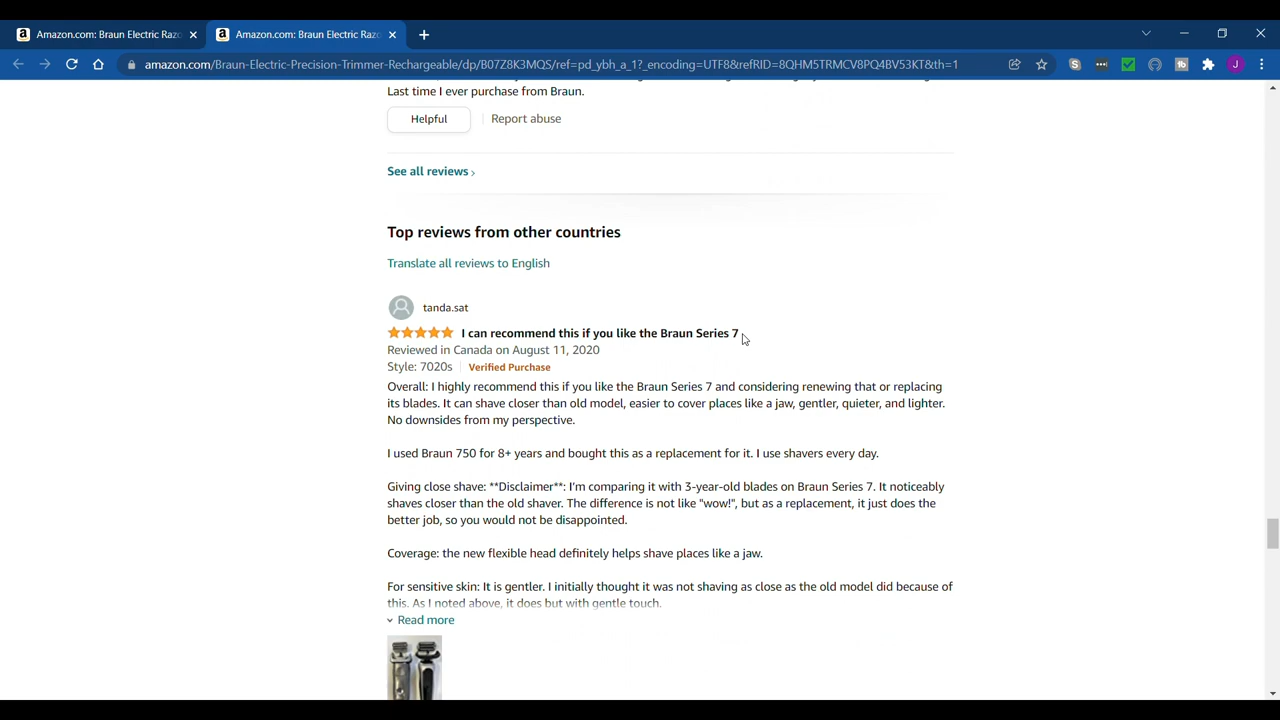 Amazon.com: Braun Electric Razo
Amazon.com: Braun Electric Razo
amazon.com/Braun-Electric-Precision-Trimmer-Rechargeable/dp/B07Z8K3MQS/ref=pd_ybh_a_1?_encoding=UTF8&refRID=8QHM5TRMCV8PQ4BV53KT&th=1
Last time I ever purchase from Braun.
Helpful
Report abuse
See all reviews
Top reviews from other countries
Translate all reviews to English
tanda.sat
I can recommend this if you like the Braun Series 7
Reviewed in Canada on August 11, 2020
Style: 7020s Verified Purchase
Overall: I highly recommend this if you like the Braun Series 7 and considering renewing that or replacing
its blades. It can shave closer than old model, easier to cover places like a jaw, gentler, quieter, and lighter.
No downsides from my perspective.
I used Braun 750 for 8+ years and bought this as a replacement for it. I use shavers every day.
Giving close shave: **Disclaimer**: I'm comparing it with 3-year-old blades on Braun Series 7. It noticeably
shaves closer than the old shaver. The difference is not like "wow!", but as a replacement, it just does the
better job, so you would not be disappointed.
Coverage: the new flexible head definitely helps shave places like a jaw.
For sensitive skin: It is gentler. I initially thought it was not shaving as close as the old model did because of
this. As I noted above, it does but with gentle touch.
Read more